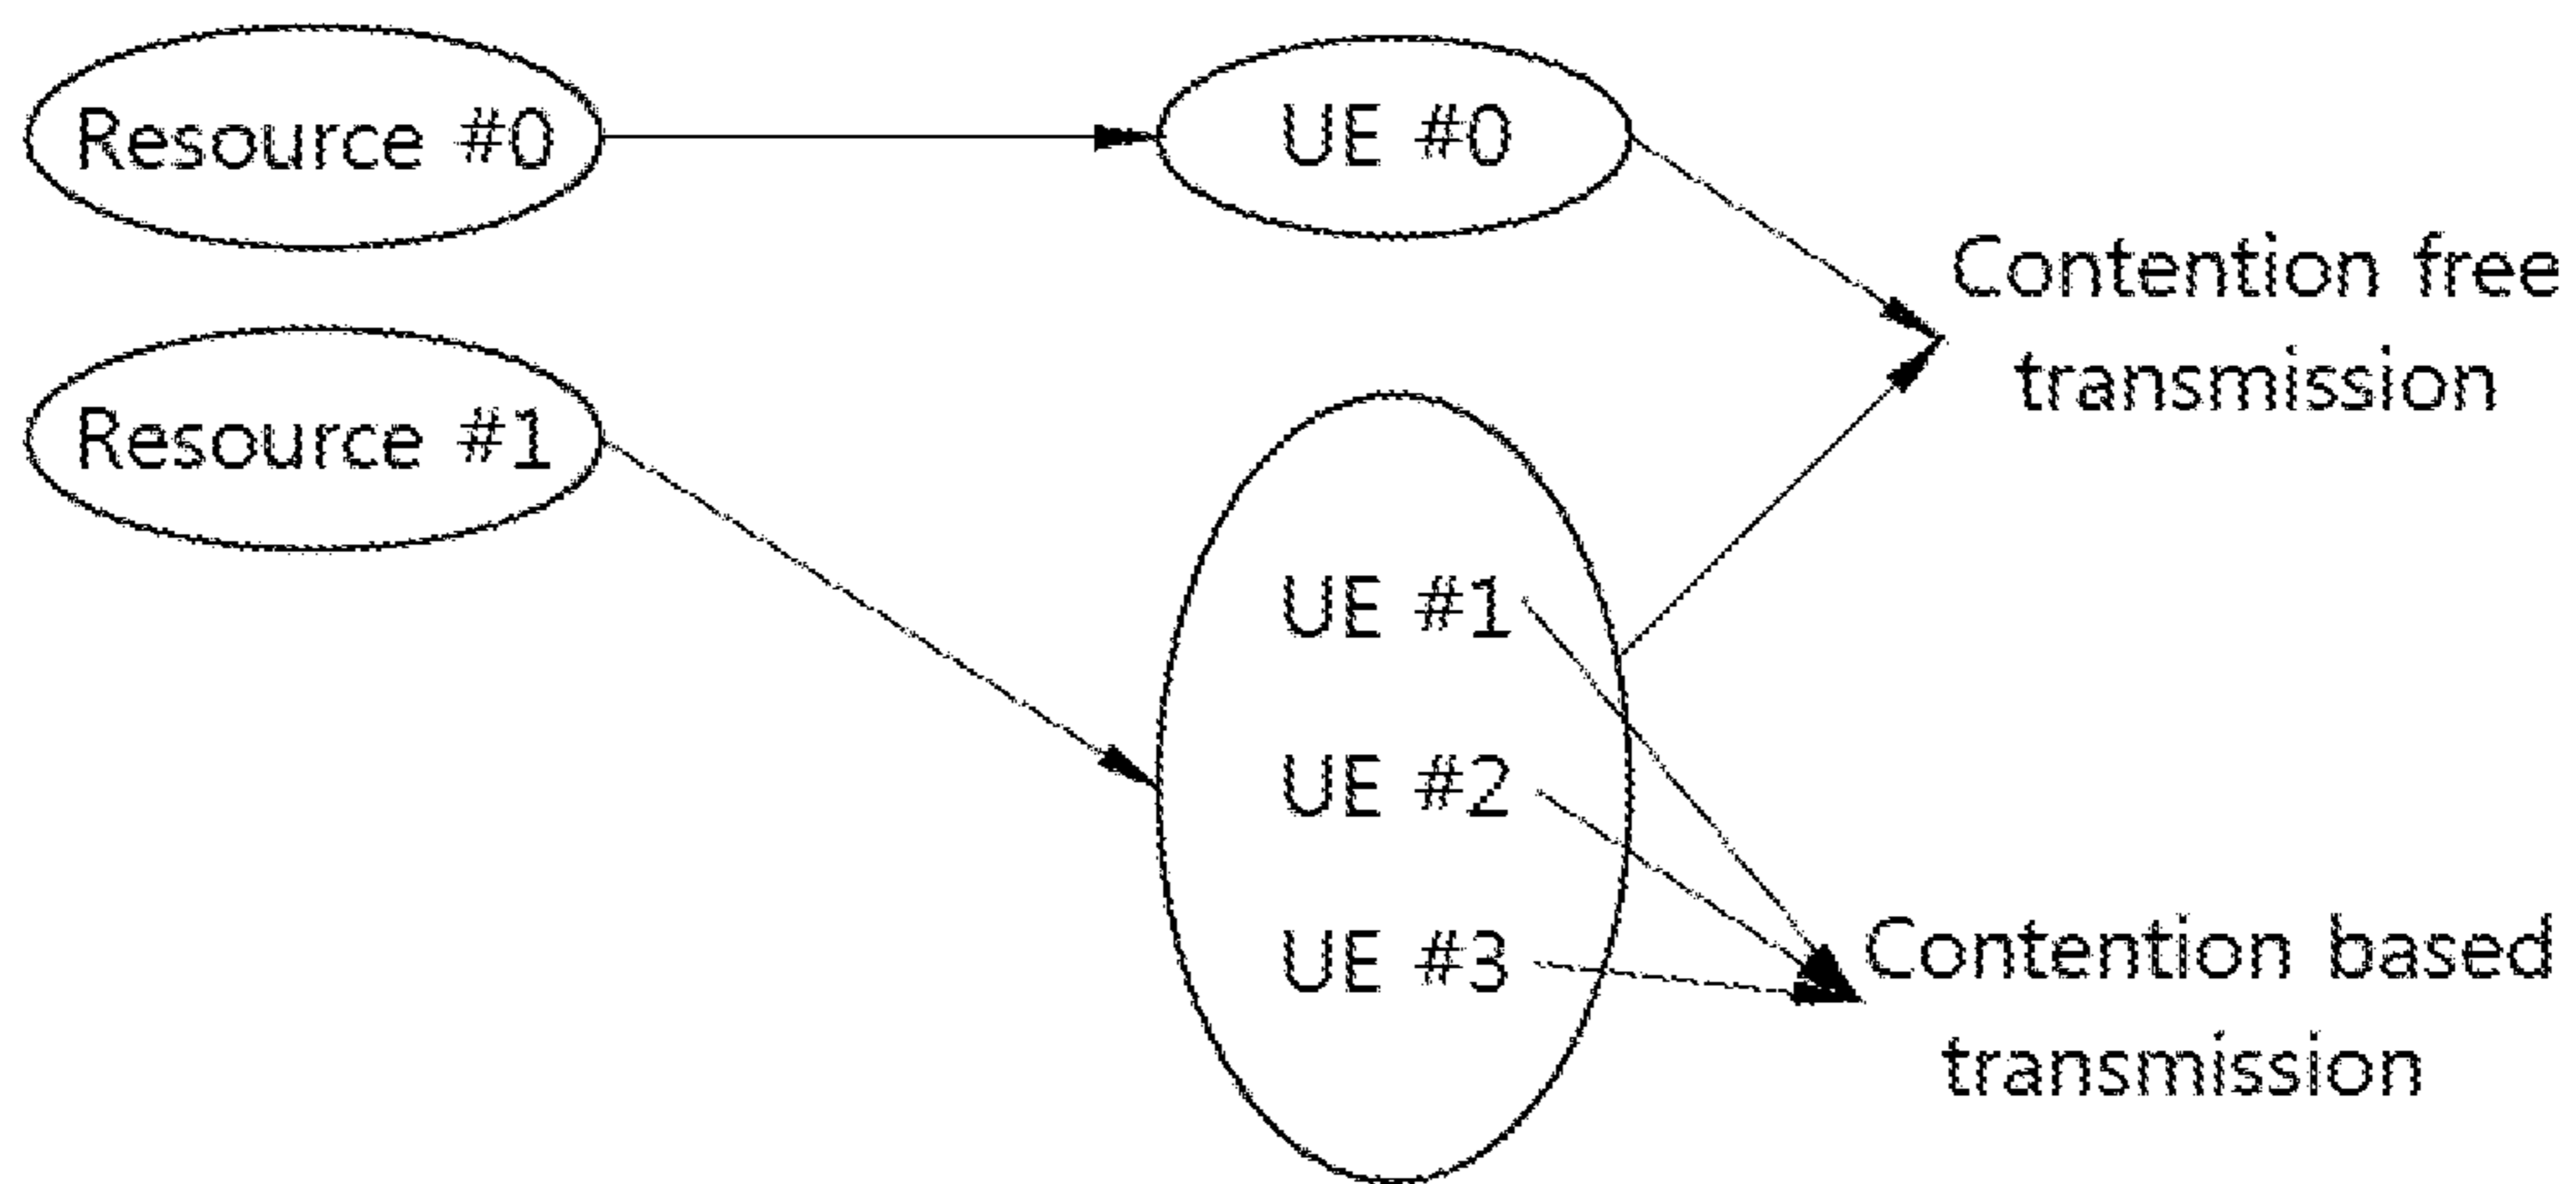 Resource #0
UE #0
Contention free
transmission
Resource #1
UE #1
UE #2
UE #3
Contention based
transmission